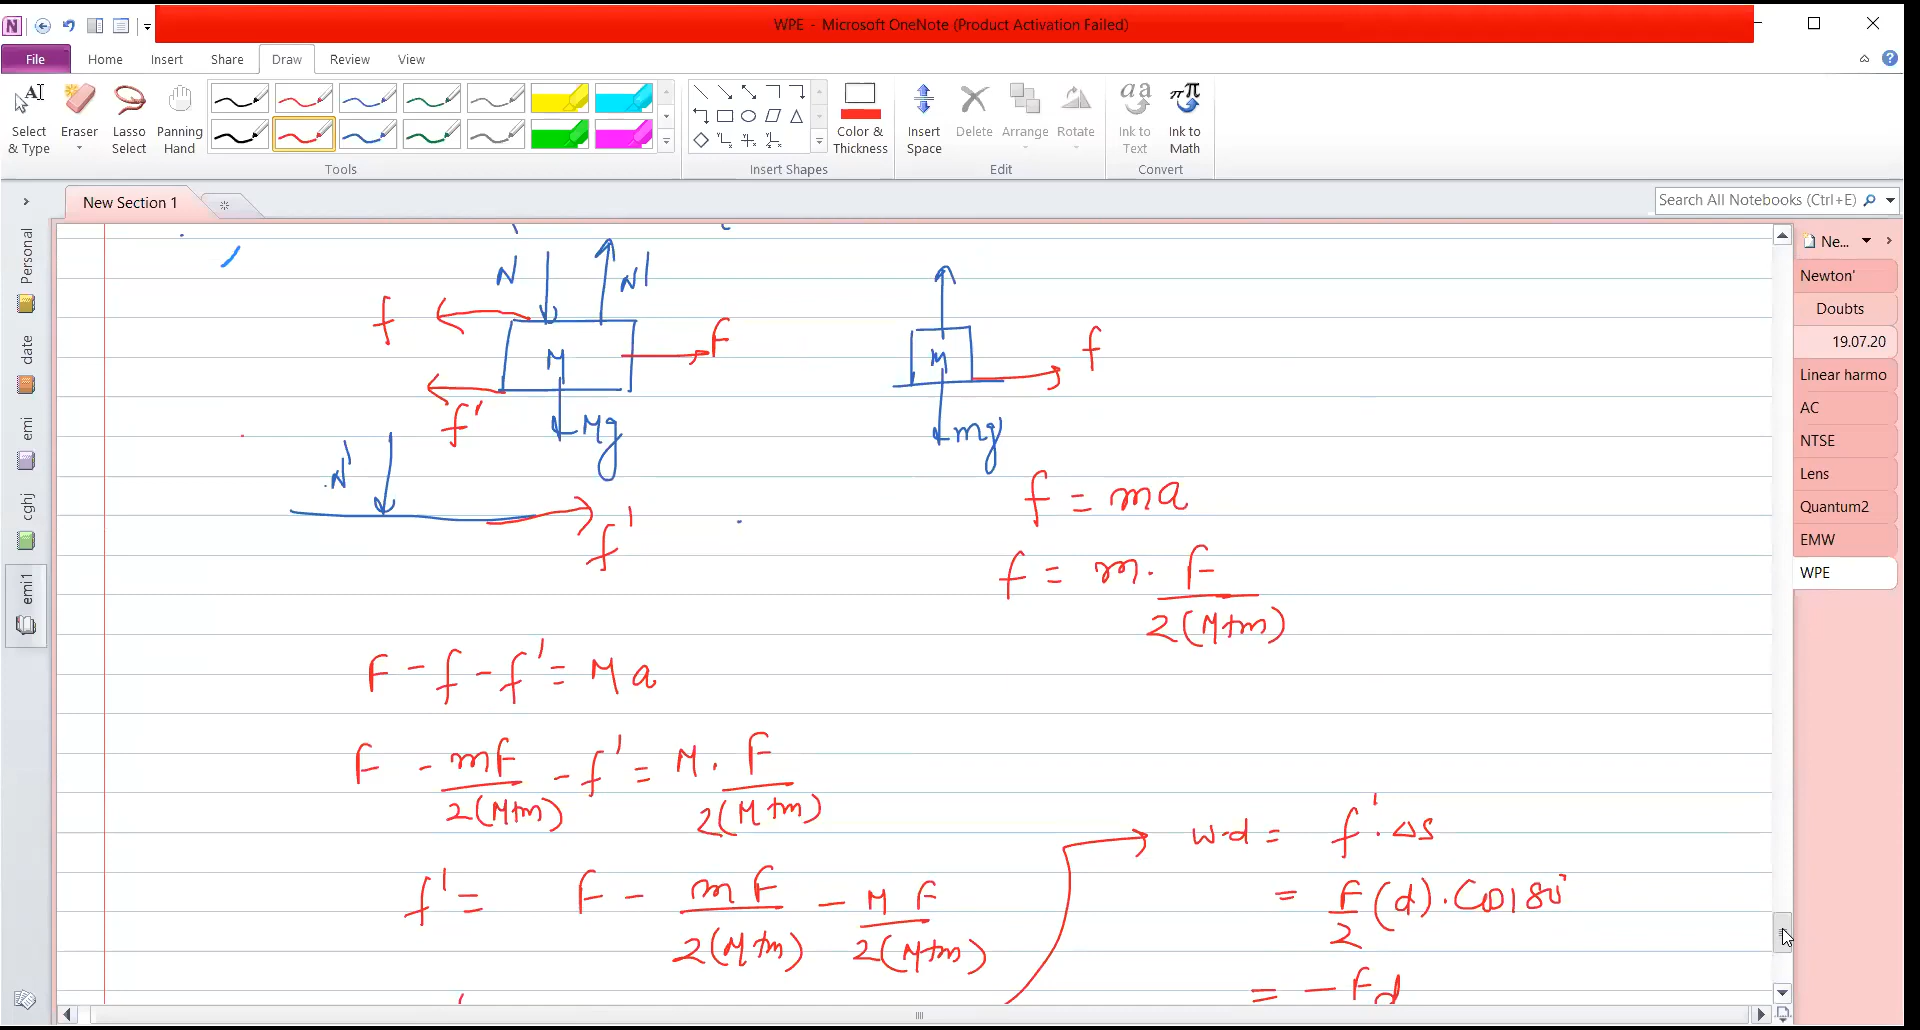 WPE - Microsoft OneNote (Product Activation Failed)
File Home Insert Share Draw Review View
Select & Type
Eraser
Lasso Select
Panning Hand
Color & Thickness
Insert Space
Delete
Arrange
Rotate
Ink to Text
Ink to Math
Tools
Insert Shapes
Edit
Convert
New Section 1
Search All Notebooks (Ctrl+E)
Personal
date
emi
cghj
emi1
Ne...
Newton'
Doubts
19.07.20
Linear harmo
AC
NTSE
Lens
Quantum2
EMW
WPE
N N'
f F
M
f' Mg
N'
f'
M f
mg
f = ma
f = m. F / 2(M+m)
F - f - f' = Ma
F - mF / 2(M+m) - f' = M. F / 2(M+m)
f' = F - mF / 2(M+m) - MF / 2(M+m)
W.d = f'. Δs
= F / 2 (d). Cos180°
= - Fd